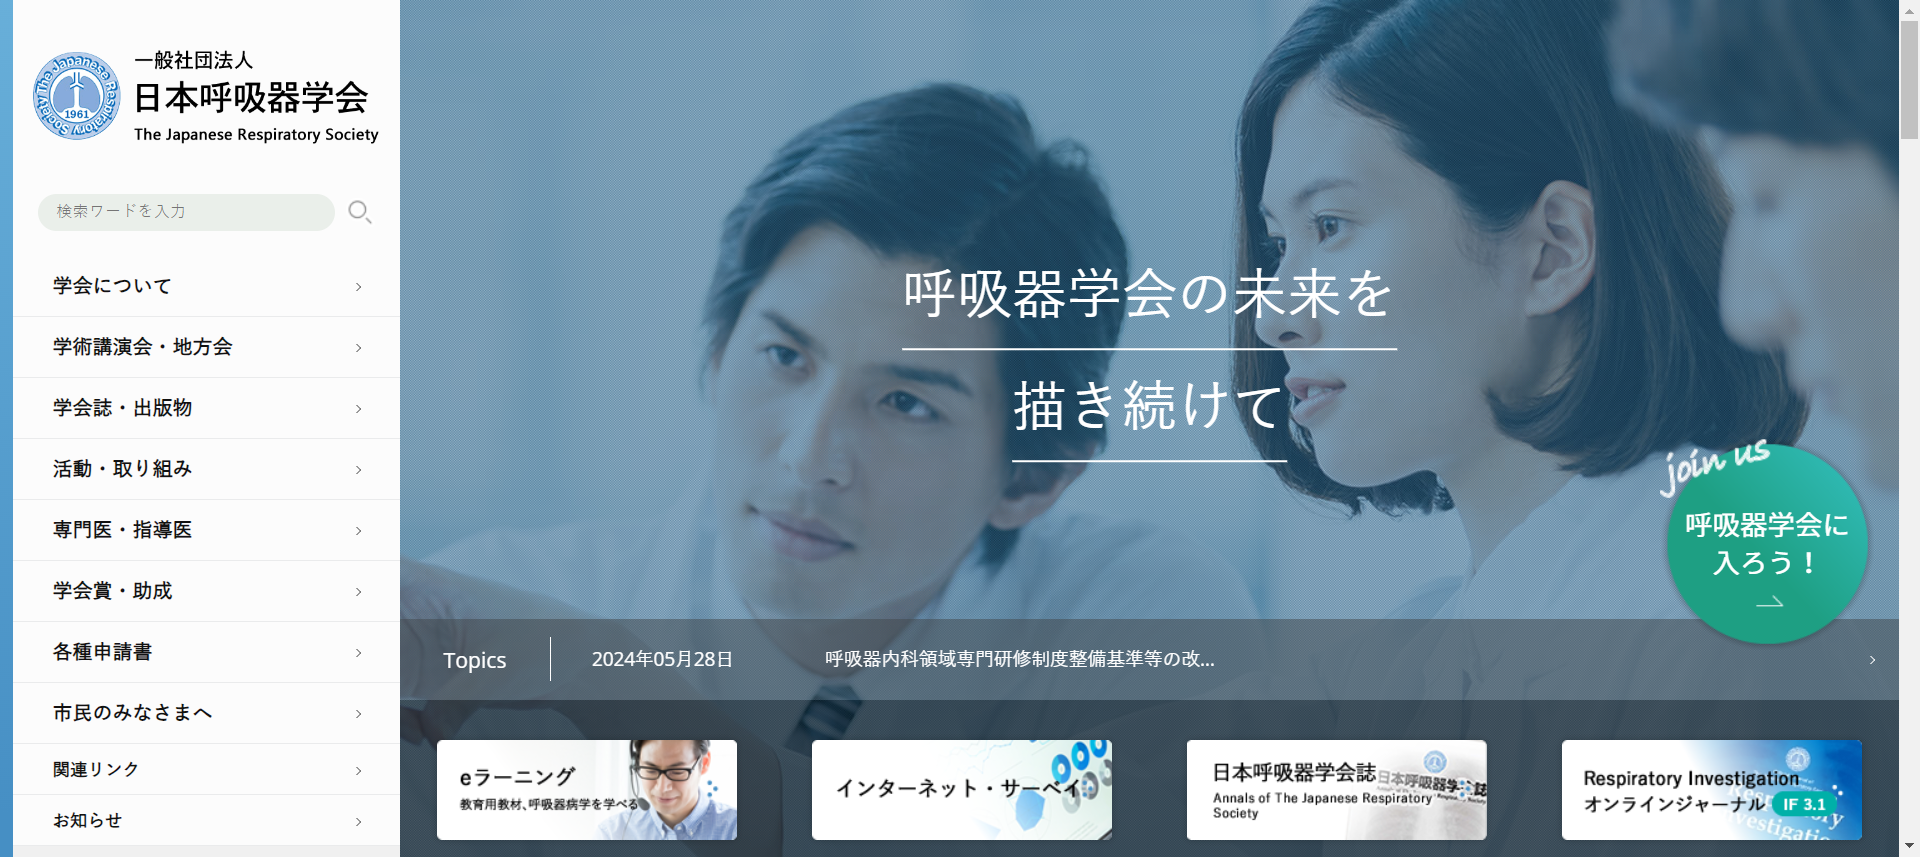 The Japanese Respiratory Society 1961
一般社団法人
日本呼吸器学会
The Japanese Respiratory Society
検索ワードを入力
学会について
学術講演会・地方会
学会誌・出版物
活動・取り組み
専門医・指導医
学会賞・助成
各種申請書
市民のみなさまへ
関連リンク
お知らせ
呼吸器学会の未来を
描き続けて
join us
呼吸器学会に
入ろう！
Topics
2024年05月28日
呼吸器内科領域専門研修制度整備基準等の改...
eラーニング
教育用教材、呼吸器病学を学べる
インターネット・サーベイ
日本呼吸器学会誌
Annals of The Japanese Respiratory
Society
Respiratory Investigation
オンラインジャーナル IF 3.1